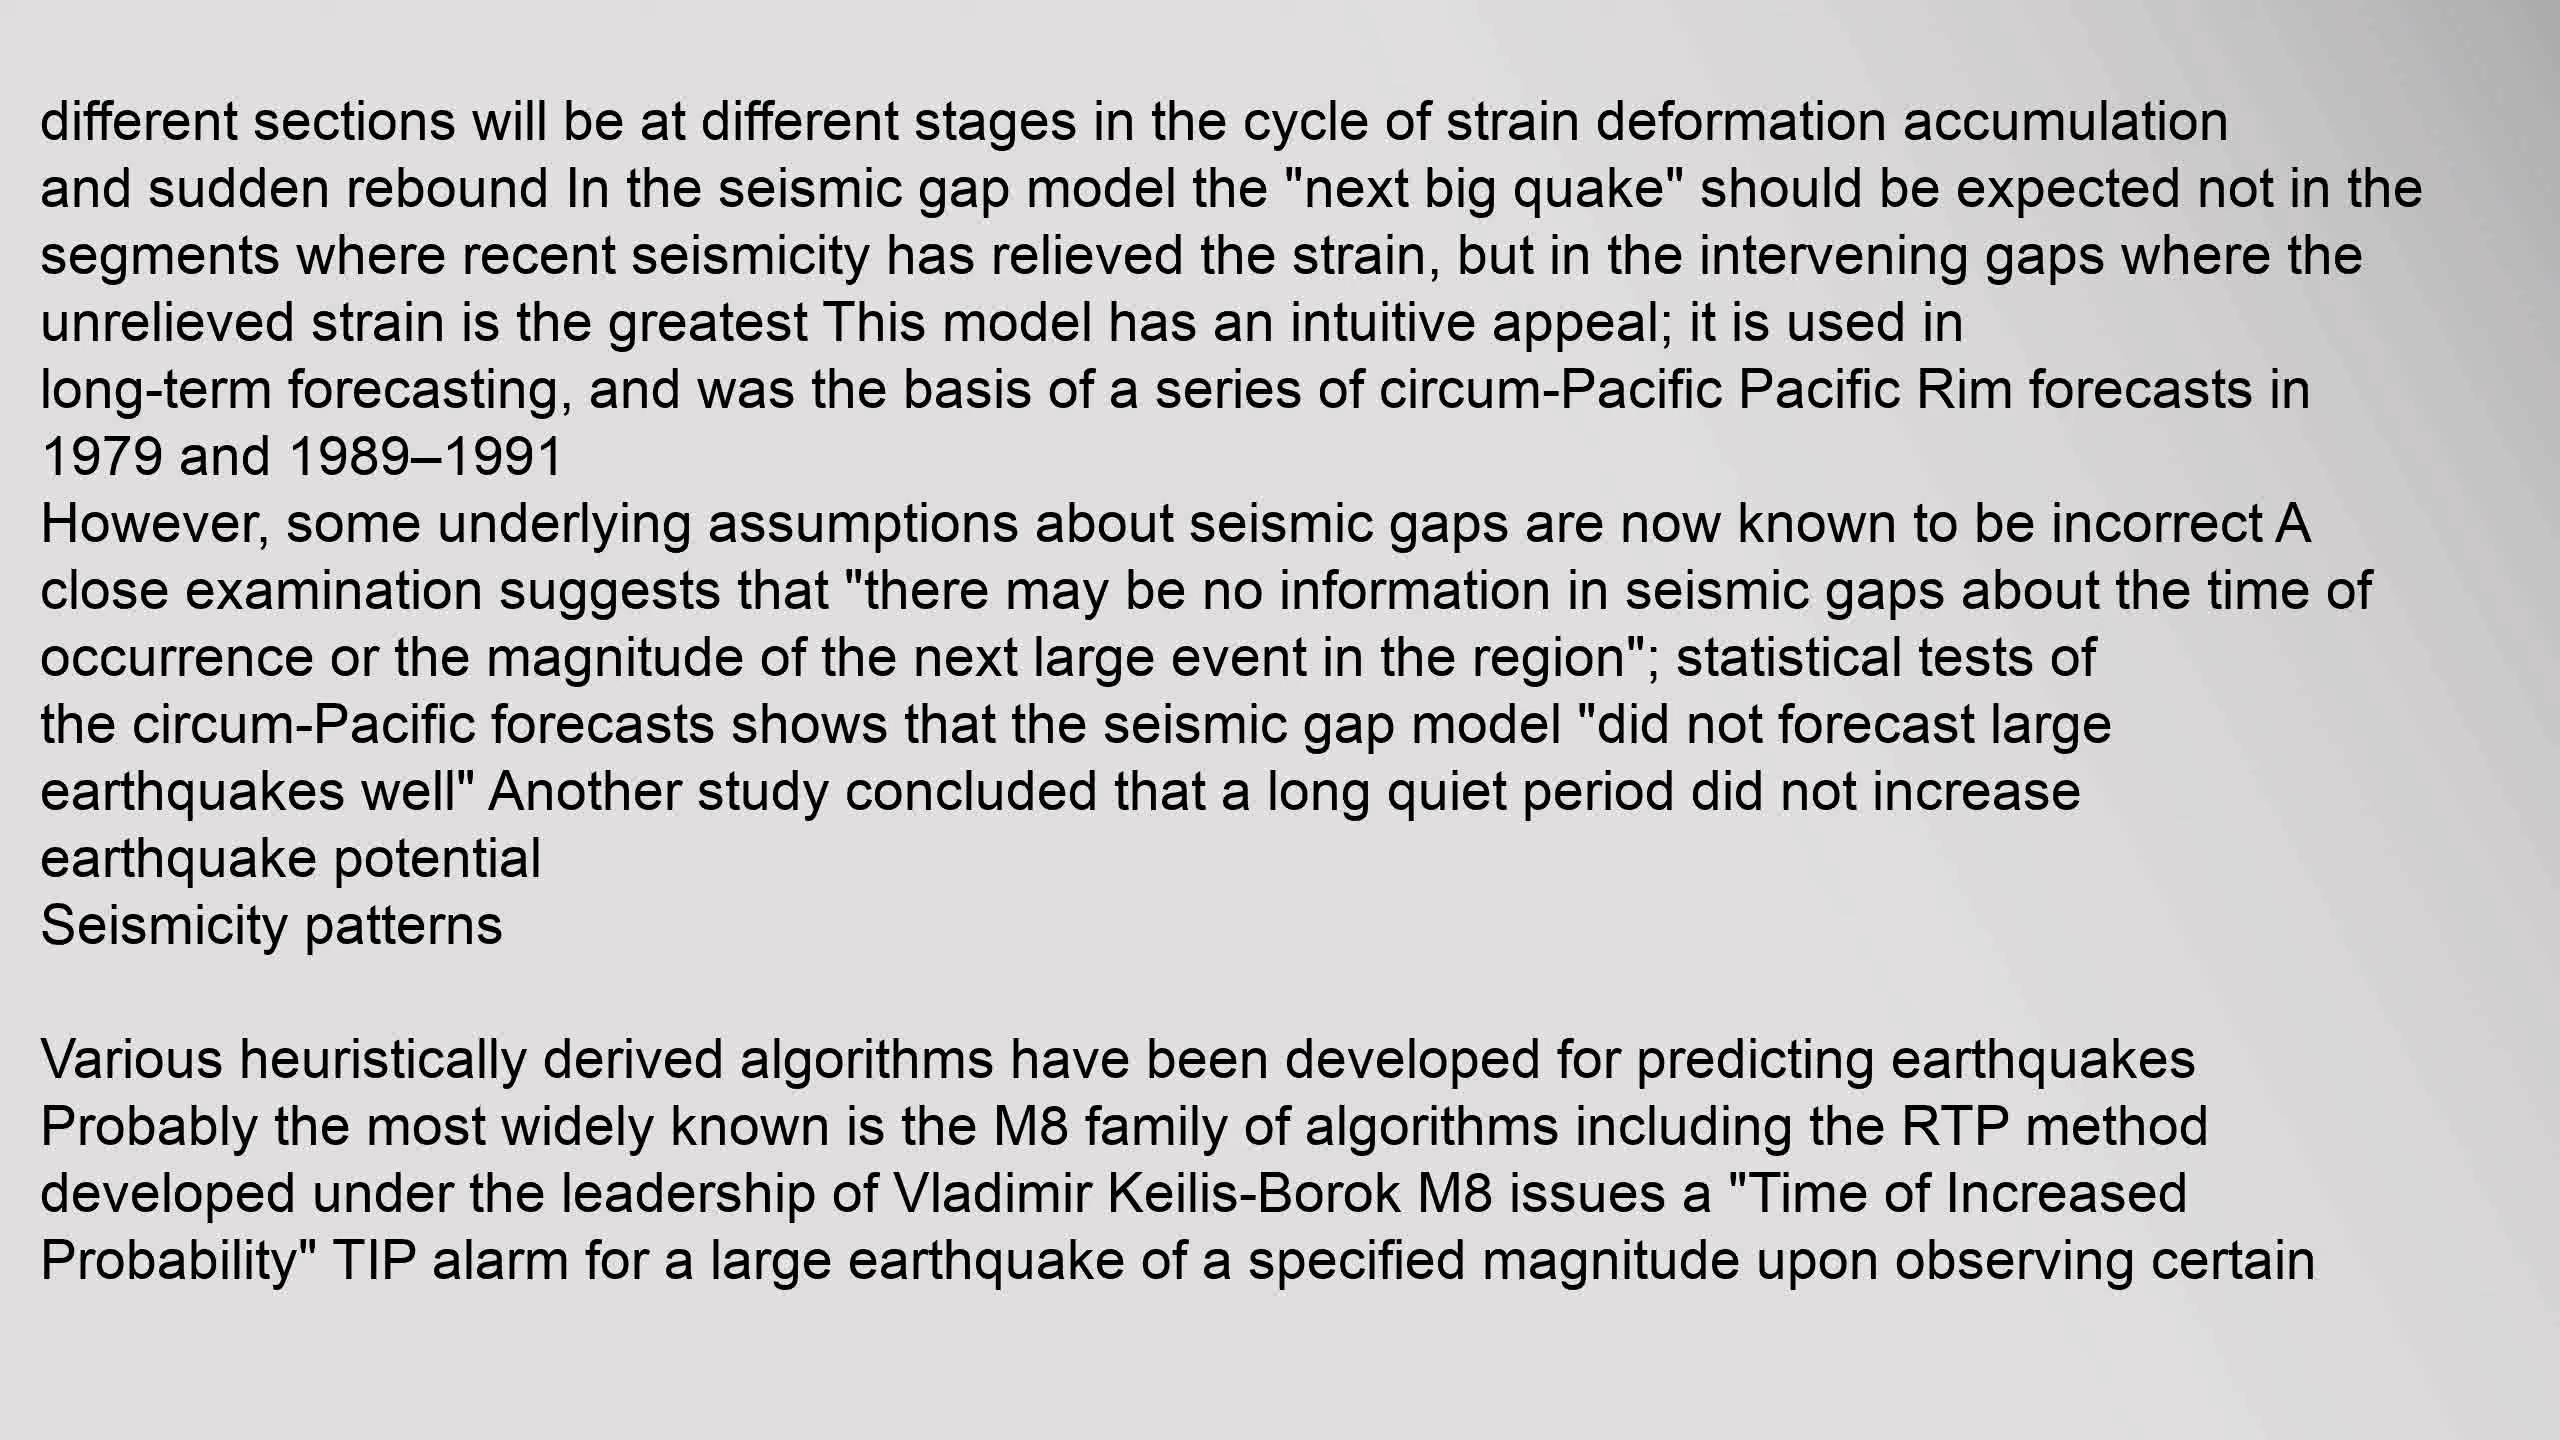 different sections will be at different stages in the cycle of strain deformation accumulation
and sudden rebound In the seismic gap model the "next big quake" should be expected not in the
segments where recent seismicity has relieved the strain, but in the intervening gaps where the
unrelieved strain is the greatest This model has an intuitive appeal; it is used in
long-term forecasting, and was the basis of a series of circum-Pacific Pacific Rim forecasts in
1979 and 1989–1991
However, some underlying assumptions about seismic gaps are now known to be incorrect A
close examination suggests that "there may be no information in seismic gaps about the time of
occurrence or the magnitude of the next large event in the region"; statistical tests of
the circum-Pacific forecasts shows that the seismic gap model "did not forecast large
earthquakes well" Another study concluded that a long quiet period did not increase
earthquake potential
Seismicity patterns
Various heuristically derived algorithms have been developed for predicting earthquakes
Probably the most widely known is the M8 family of algorithms including the RTP method
developed under the leadership of Vladimir Keilis-Borok M8 issues a "Time of Increased
Probability" TIP alarm for a large earthquake of a specified magnitude upon observing certain